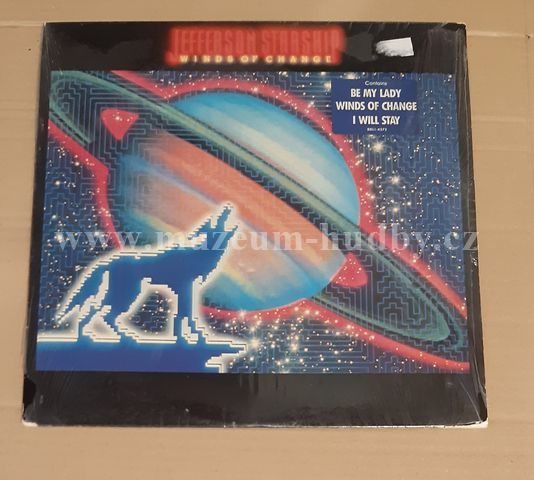 JEFFERSON STARSHIP
WINDS OF CHANGE
Contains
BE MY LADY
WINDS OF CHANGE
I WILL STAY
www.muzeum-hudby.cz